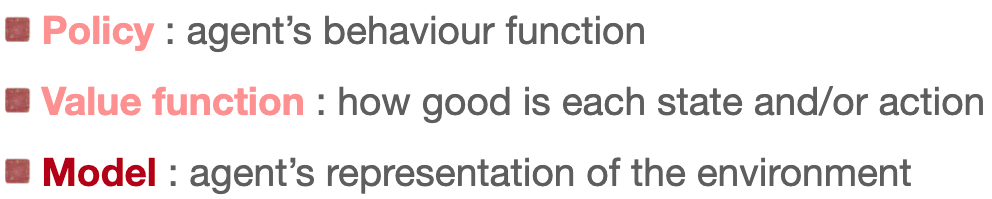 Policy : agent’s behaviour function
Value function : how good is each state and/or action
Model : agent’s representation of the environment